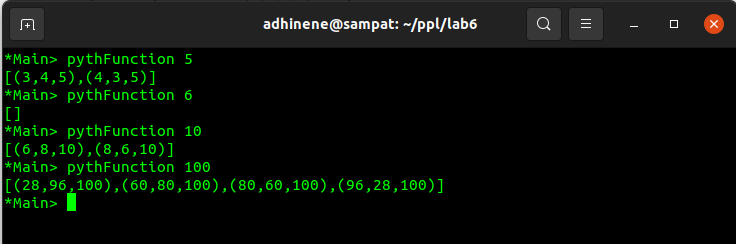 adhinene@sampat: ~/ppl/lab6
*Main> pythFunction 5
[(3,4,5),(4,3,5)]
*Main> pythFunction 6
[]
*Main> pythFunction 10
[(6,8,10),(8,6,10)]
*Main> pythFunction 100
[(28,96,100),(60,80,100),(80,60,100),(96,28,100)]
*Main>